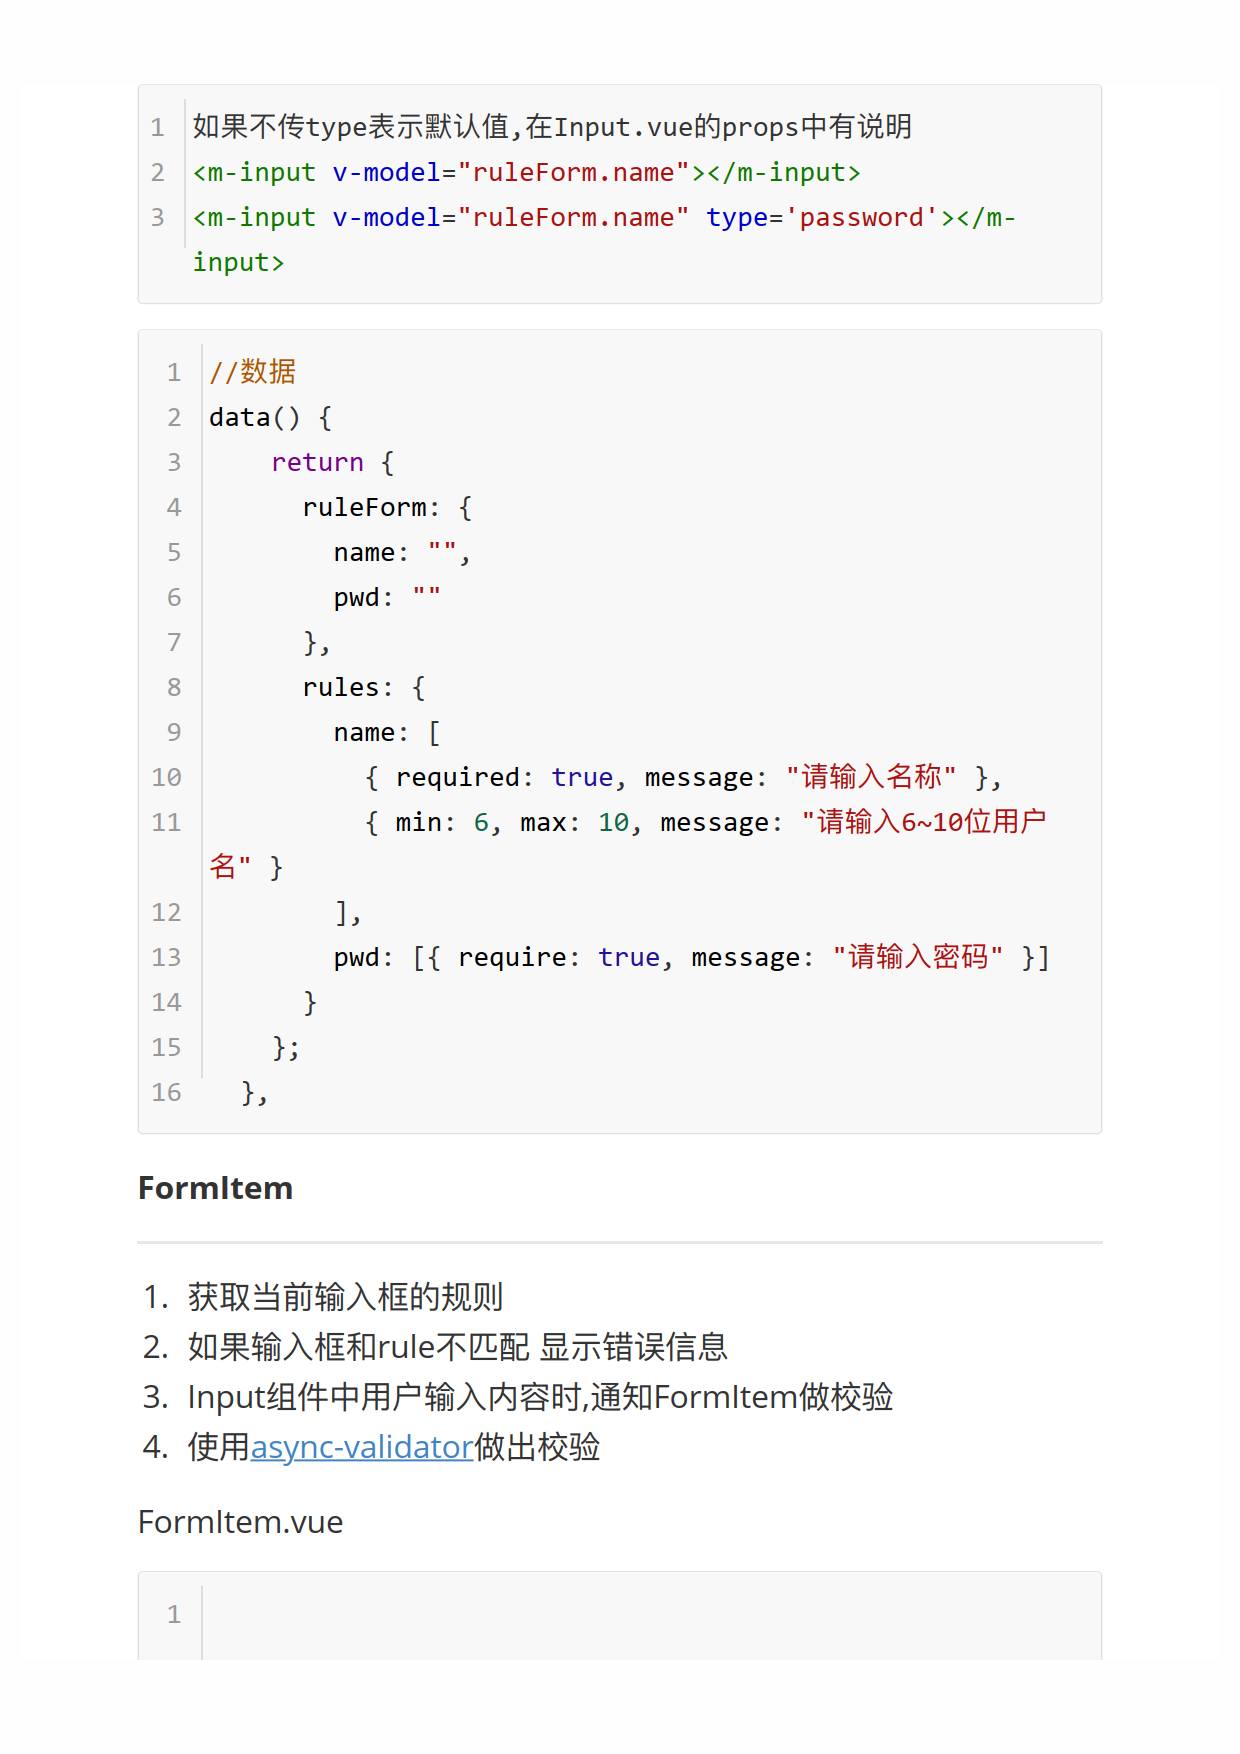 1 如果不传type表示默认值,在Input.vue的props中有说明
2 <m-input v-model="ruleForm.name"></m-input>
3 <m-input v-model="ruleForm.name" type='password'></m-
input>
1 //数据
2 data() {
3     return {
4       ruleForm: {
5         name: "",
6         pwd: ""
7       },
8       rules: {
9         name: [
10           { required: true, message: "请输入名称" },
11           { min: 6, max: 10, message: "请输入6~10位用户
名" }
12         ],
13         pwd: [{ require: true, message: "请输入密码" }]
14       }
15     };
16   },
FormItem
1. 获取当前输入框的规则
2. 如果输入框和rule不匹配 显示错误信息
3. Input组件中用户输入内容时,通知FormItem做校验
4. 使用async-validator做出校验
FormItem.vue
1